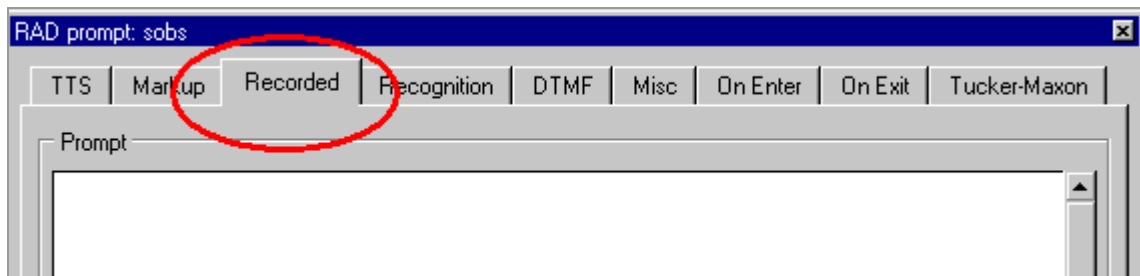 RAD prompt: sobs
TTS Markup Recorded Recognition DTMF Misc On Enter On Exit Tucker-Maxon
Prompt